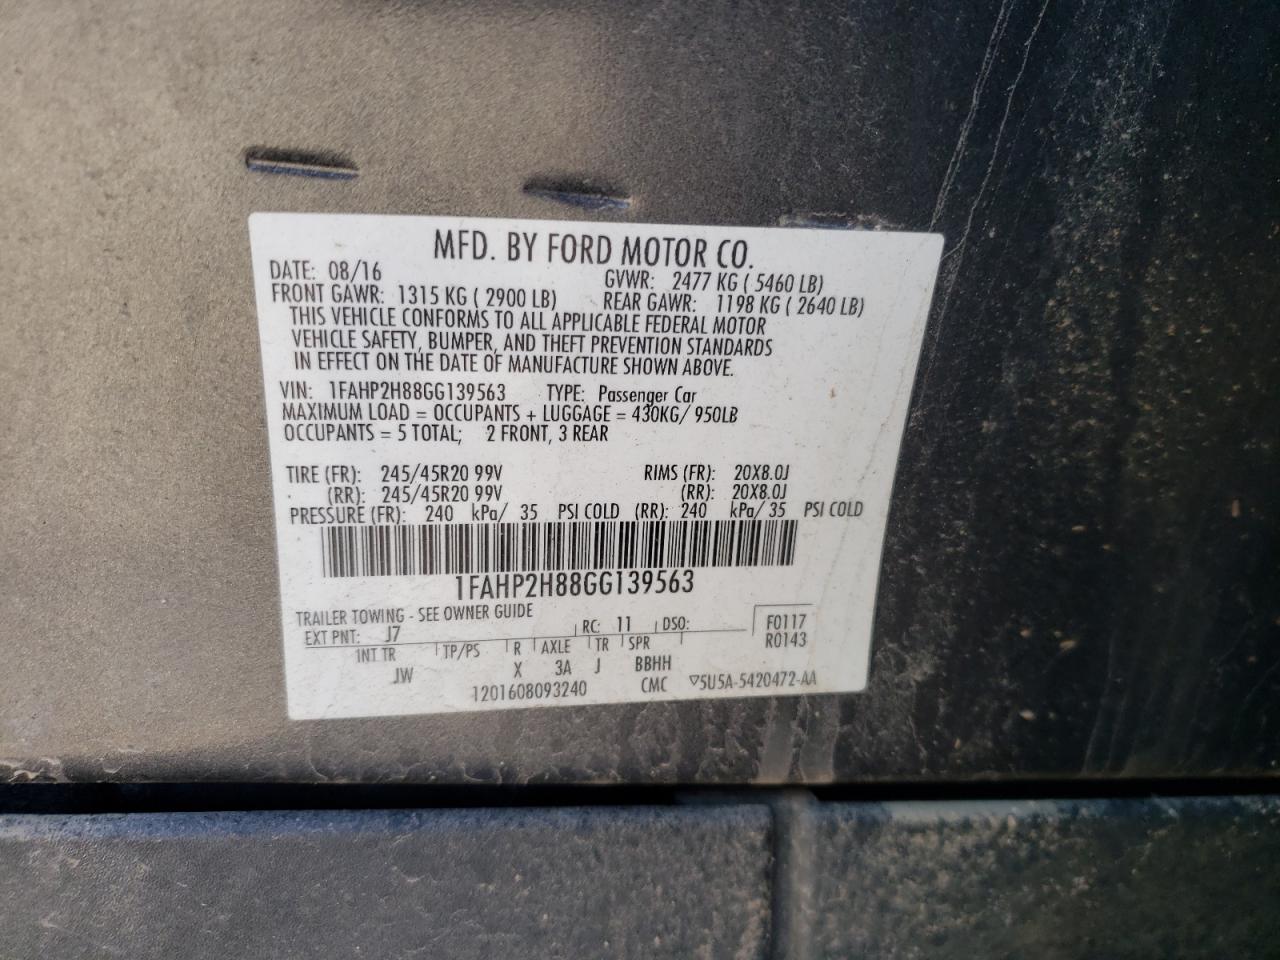 MFD. BY FORD MOTOR CO.
DATE: 08/16 GVWR: 2477 KG ( 5460 LB)
FRONT GAWR: 1315 KG ( 2900 LB) REAR GAWR: 1198 KG ( 2640 LB)
THIS VEHICLE CONFORMS TO ALL APPLICABLE FEDERAL MOTOR
VEHICLE SAFETY, BUMPER, AND THEFT PREVENTION STANDARDS
IN EFFECT ON THE DATE OF MANUFACTURE SHOWN ABOVE.
VIN: 1FAHP2H88GG139563 TYPE: Passenger Car
MAXIMUM LOAD = OCCUPANTS + LUGGAGE = 430KG/ 950LB
OCCUPANTS = 5 TOTAL; 2 FRONT, 3 REAR
TIRE (FR): 245/45R20 99V RIMS (FR): 20X8.0J
(RR): 245/45R20 99V (RR): 20X8.0J
PRESSURE (FR): 240 kPa/ 35 PSI COLD (RR): 240 kPa/ 35 PSI COLD
1FAHP2H88GG139563
TRAILER TOWING - SEE OWNER GUIDE
EXT PNT: J7 RC: 11 DSO: F0117
R0143
INT TR TP/PS R AXLE TR SPR
JW X 3A J BBHH
1201608093240 CMC ▽5U5A-5420472-AA